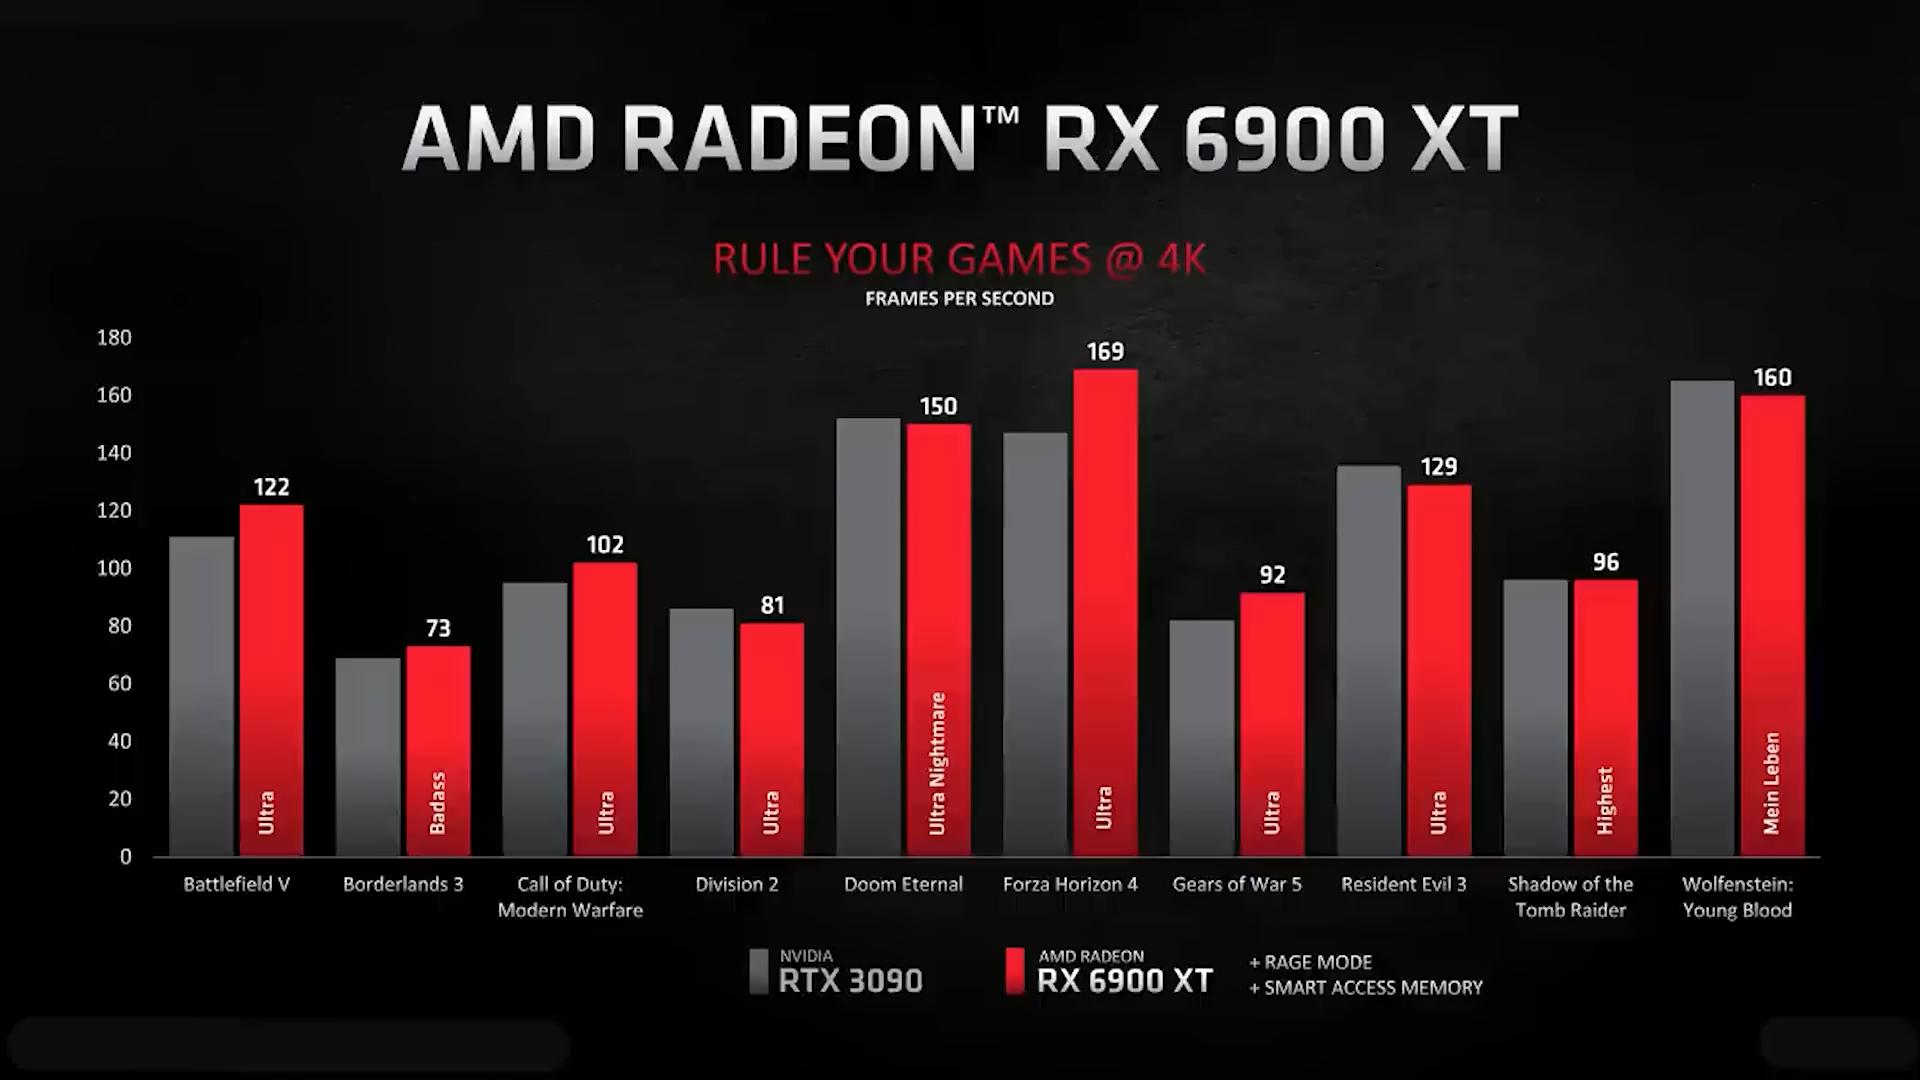 AMD RADEON™ RX 6900 XT
RULE YOUR GAMES @ 4K
FRAMES PER SECOND
180
160
140
120
100
80
60
40
20
0
122
73
102
81
150
169
92
129
96
160
Ultra
Badass
Ultra
Ultra
Ultra Nightmare
Ultra
Ultra
Ultra
Highest
Mein Leben
Battlefield V
Borderlands 3
Call of Duty:
Modern Warfare
Division 2
Doom Eternal
Forza Horizon 4
Gears of War 5
Resident Evil 3
Shadow of the
Tomb Raider
Wolfenstein:
Young Blood
NVIDIA
RTX 3090
AMD RADEON
RX 6900 XT
+ RAGE MODE
+ SMART ACCESS MEMORY